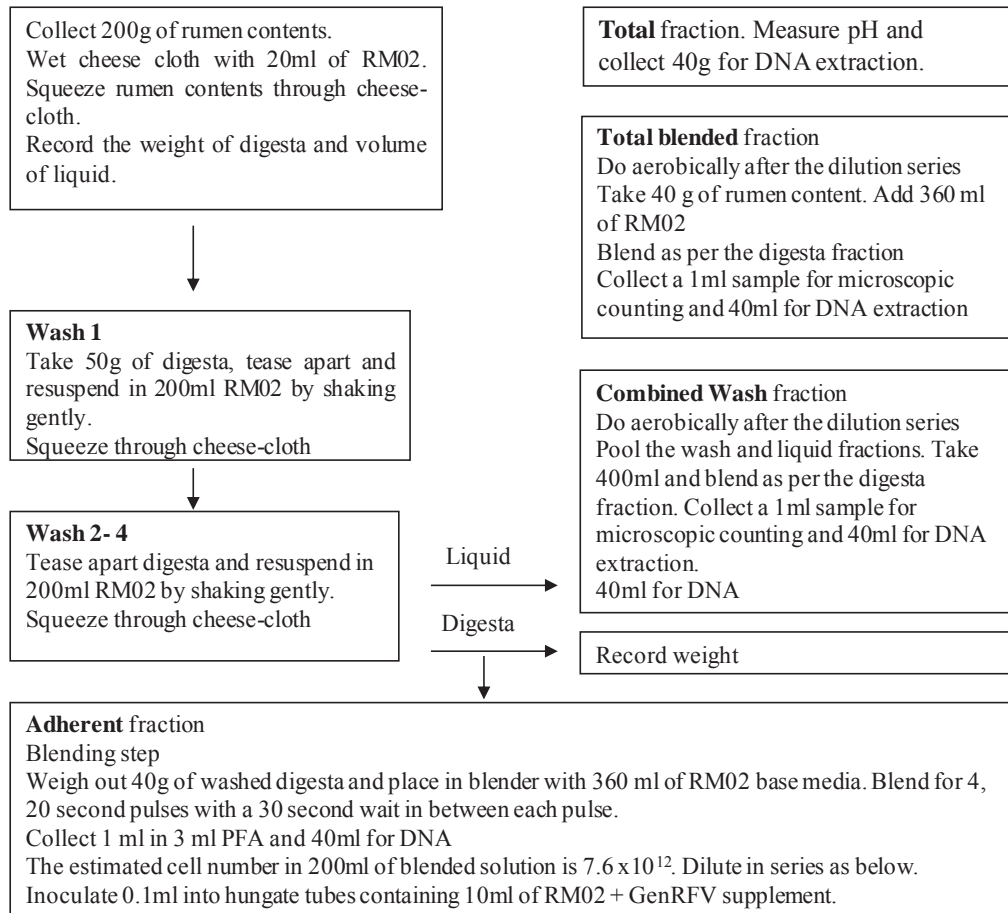 Collect 200g of rumen contents.
Wet cheese cloth with 20ml of RM02.
Squeeze rumen contents through cheese-
cloth.
Record the weight of digesta and volume
of liquid.
Total fraction. Measure pH and
collect 40g for DNA extraction.
Total blended fraction
Do aerobically after the dilution series
Take 40 g of rumen content. Add 360 ml
of RM02
Blend as per the digesta fraction
Collect a 1ml sample for microscopic
counting and 40ml for DNA extraction
Wash 1
Take 50g of digesta, tease apart and
resuspend in 200ml RM02 by shaking
gently.
Squeeze through cheese-cloth
Combined Wash fraction
Do aerobically after the dilution series
Pool the wash and liquid fractions. Take
400ml and blend as per the digesta
fraction. Collect a 1ml sample for
microscopic counting and 40ml for DNA
extraction.
40ml for DNA
Wash 2- 4
Tease apart digesta and resuspend in
200ml RM02 by shaking gently.
Squeeze through cheese-cloth
Liquid
Digesta
Record weight
Adherent fraction
Blending step
Weigh out 40g of washed digesta and place in blender with 360 ml of RM02 base media. Blend for 4,
20 second pulses with a 30 second wait in between each pulse.
Collect 1 ml in 3 ml PFA and 40ml for DNA
The estimated cell number in 200ml of blended solution is 7.6 x10¹². Dilute in series as below.
Inoculate 0.1ml into hungate tubes containing 10ml of RM02 + GenRFV supplement.